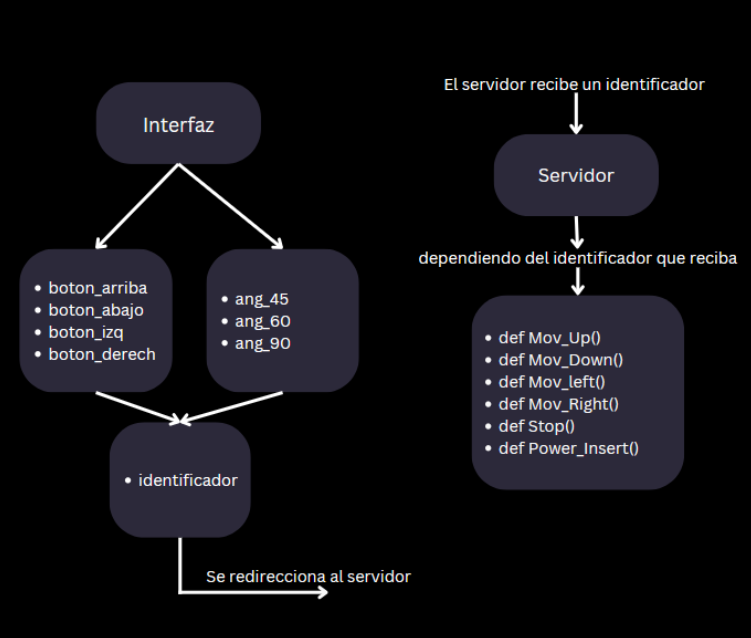 Interfaz
• boton_arriba
• boton_abajo
• boton_izq
• boton_derech
• ang_45
• ang_60
• ang_90
• identificador
Se redirecciona al servidor
El servidor recibe un identificador
Servidor
dependiendo del identificador que reciba
• def Mov_Up()
• def Mov_Down()
• def Mov_left()
• def Mov_Right()
• def Stop()
• def Power_Insert()